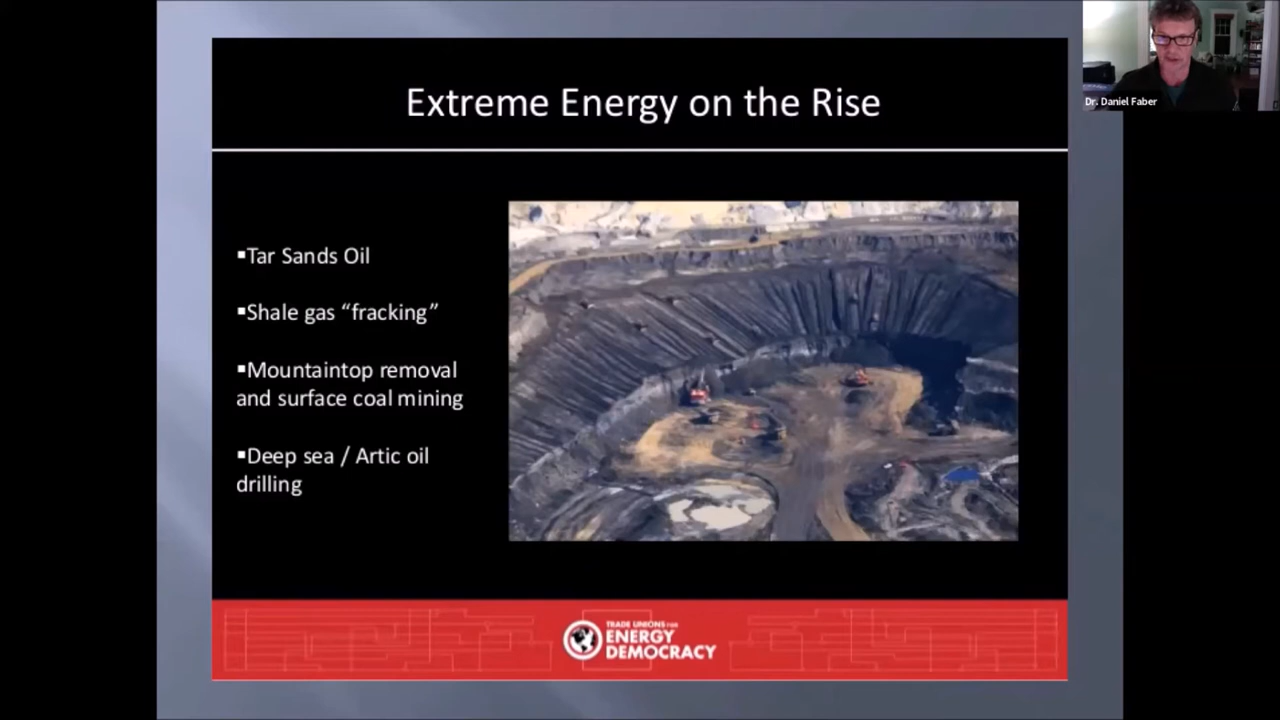 Extreme Energy on the Rise
Dr. Daniel Faber
▪Tar Sands Oil
▪Shale gas “fracking”
▪Mountaintop removal
and surface coal mining
▪Deep sea / Artic oil
drilling
TRADE UNIONS FOR
ENERGY
DEMOCRACY